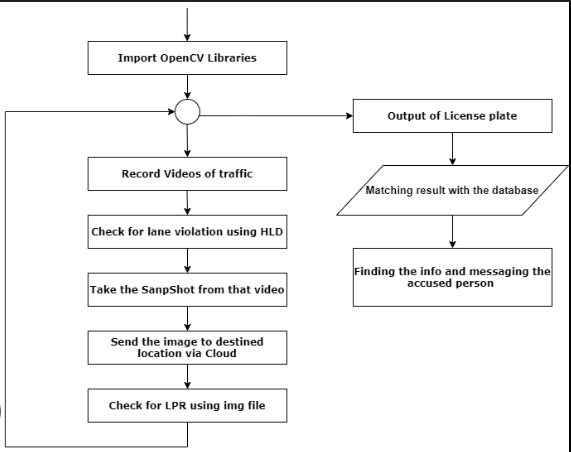 Import OpenCV Libraries
Output of License plate
Record Videos of traffic
Matching result with the database
Check for lane violation using HLD
Finding the info and messaging the
accused person
Take the SanpShot from that video
Send the image to destined
location via Cloud
Check for LPR using img file